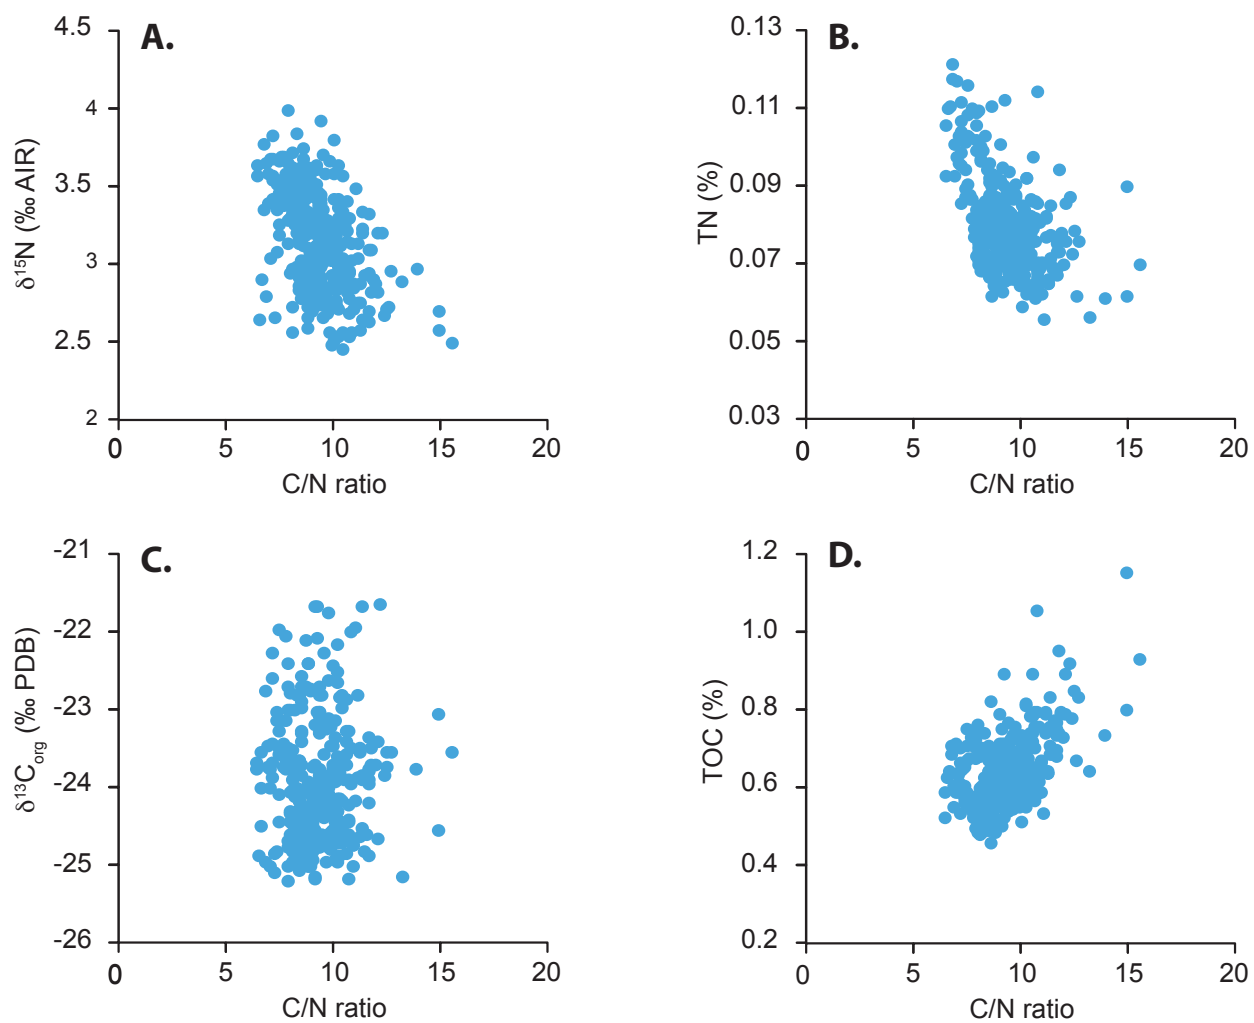 A.
4.5
4
3.5
3
2.5
2
δ¹⁵N (‰ AIR)
0 5 10 15 20
C/N ratio
B.
0.13
0.11
0.09
0.07
0.05
0.03
TN (%)
0 5 10 15 20
C/N ratio
C.
-21
-22
-23
-24
-25
-26
δ¹³Corg (‰ PDB)
0 5 10 15 20
C/N ratio
D.
1.2
1.0
0.8
0.6
0.4
0.2
TOC (%)
0 5 10 15 20
C/N ratio